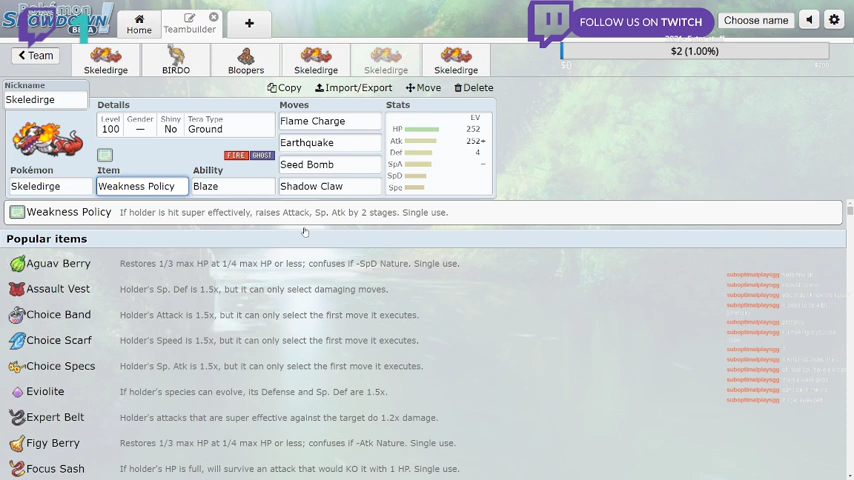 Pokémon
SHOWDOWN!
BETA
Home
Teambuilder
FOLLOW US ON TWITCH
Choose name
$2 (1.00%)
Team
Skeledirge
BIRDO
Bloopers
Skeledirge
Skeledirge
Skeledirge
Copy
Import/Export
Move
Delete
Nickname
Skeledirge
Details
Level
100
Gender
—
Shiny
No
Tera Type
Ground
FIRE GHOST
Pokémon
Skeledirge
Item
Weakness Policy
Ability
Blaze
Moves
Flame Charge
Earthquake
Seed Bomb
Shadow Claw
Stats
EV
HP 252
Atk 252+
Def 4
SpA –
SpD
Spe
Weakness Policy If holder is hit super effectively, raises Attack, Sp. Atk by 2 stages. Single use.
Popular items
Aguav Berry Restores 1/3 max HP at 1/4 max HP or less; confuses if -SpD Nature. Single use.
Assault Vest Holder's Sp. Def is 1.5x, but it can only select damaging moves.
Choice Band Holder's Attack is 1.5x, but it can only select the first move it executes.
Choice Scarf Holder's Speed is 1.5x, but it can only select the first move it executes.
Choice Specs Holder's Sp. Atk is 1.5x, but it can only select the first move it executes.
Eviolite If holder's species can evolve, its Defense and Sp. Def are 1.5x.
Expert Belt Holder's attacks that are super effective against the target do 1.2x damage.
Figy Berry Restores 1/3 max HP at 1/4 max HP or less; confuses if -Atk Nature. Single use.
Focus Sash If holder's HP is full, will survive an attack that would KO it with 1 HP. Single use.